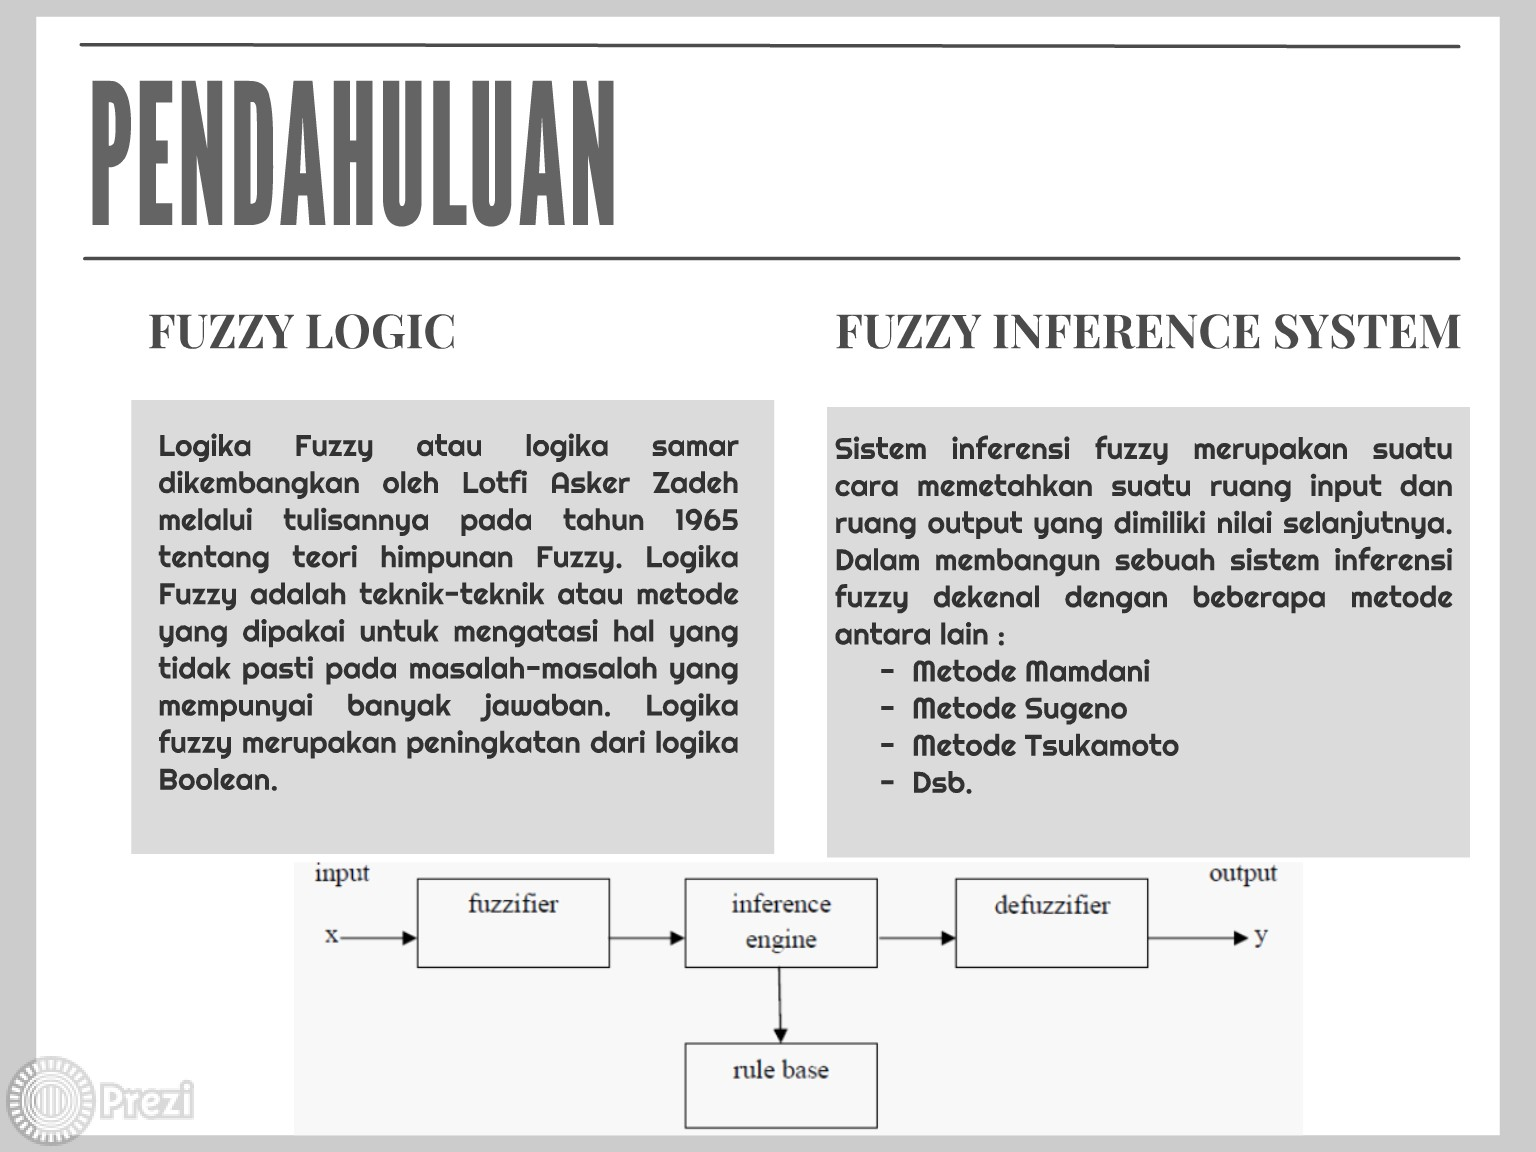 PENDAHULUAN
FUZZY LOGIC
Logika Fuzzy atau logika samar
dikembangkan oleh Lotfi Asker Zadeh
melalui tulisannya pada tahun 1965
tentang teori himpunan Fuzzy. Logika
Fuzzy adalah teknik-teknik atau metode
yang dipakai untuk mengatasi hal yang
tidak pasti pada masalah-masalah yang
mempunyai banyak jawaban. Logika
fuzzy merupakan peningkatan dari logika
Boolean.
FUZZY INFERENCE SYSTEM
Sistem inferensi fuzzy merupakan suatu
cara memetahkan suatu ruang input dan
ruang output yang dimiliki nilai selanjutnya.
Dalam membangun sebuah sistem inferensi
fuzzy dekenal dengan beberapa metode
antara lain :
- Metode Mamdani
- Metode Sugeno
- Metode Tsukamoto
- Dsb.
input
output
x
fuzzifier
inference
engine
defuzzifier
y
rule base
Prezi